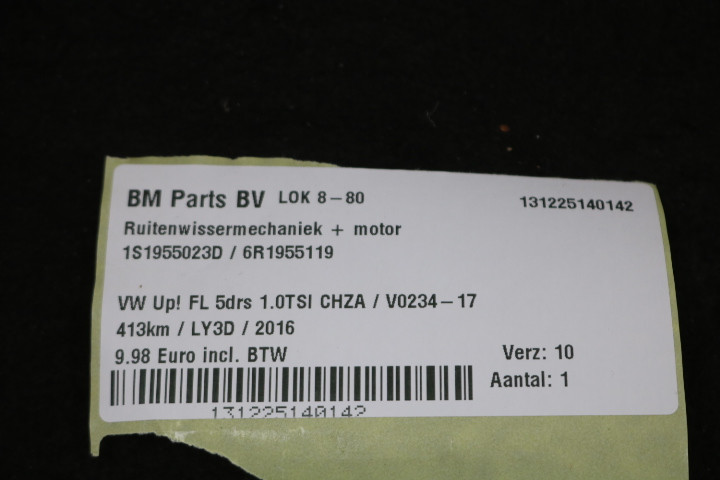 BM Parts BV LOK 8-80 131225140142
Ruitenwissermechaniek + motor
1S1955023D / 6R1955119
VW Up! FL 5drs 1.0TSI CHZA / V0234-17
413km / LY3D / 2016
9.98 Euro incl. BTW Verz: 10
Aantal: 1
131225140142